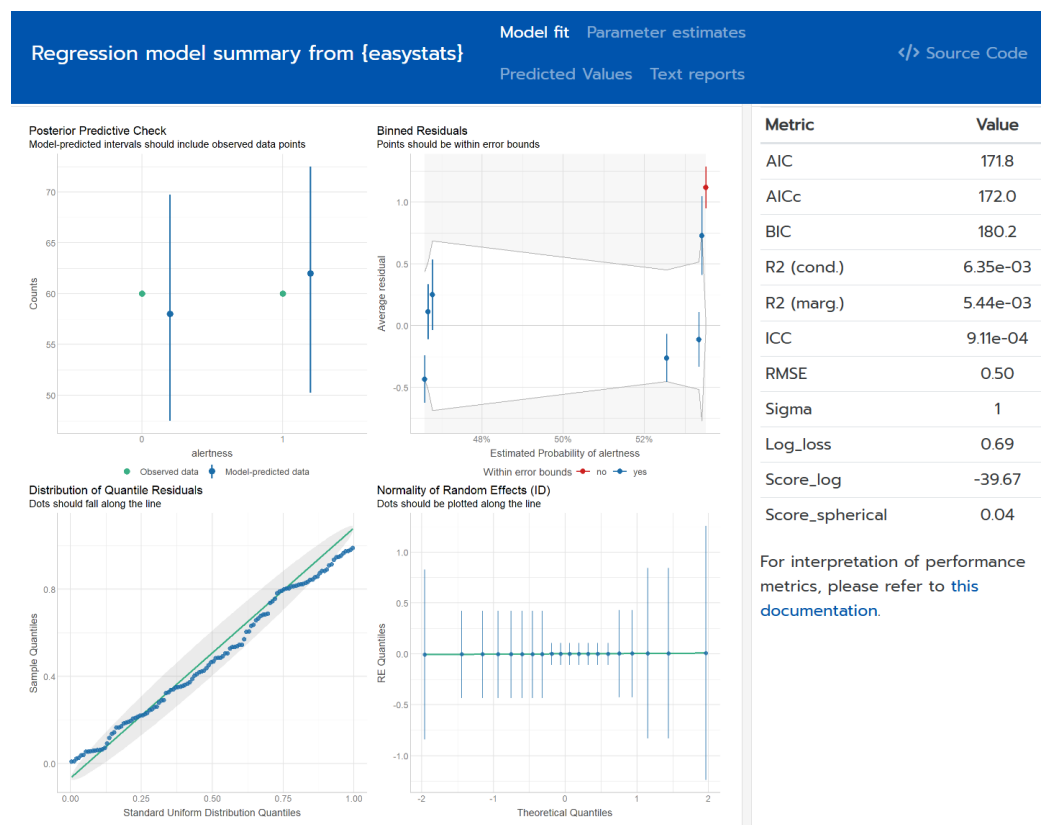 Regression model summary from {easystats}
Model fit Parameter estimates
Predicted Values Text reports
</> Source Code
Posterior Predictive Check
Model-predicted intervals should include observed data points
70
65
60
55
50
Counts
0 1
alertness
Observed data Model-predicted data
Binned Residuals
Points should be within error bounds
1.0
0.5
0.0
-0.5
Average residual
48% 50% 52%
Estimated Probability of alertness
Within error bounds no yes
Distribution of Quantile Residuals
Dots should fall along the line
0.8
0.4
0.0
Sample Quantiles
0.00 0.25 0.50 0.75 1.00
Standard Uniform Distribution Quantiles
Normality of Random Effects (ID)
Dots should be plotted along the line
1.0
0.5
0.0
-0.5
-1.0
RE Quantiles
-2 -1 0 1 2
Theoretical Quantiles
Metric Value
AIC 171.8
AICc 172.0
BIC 180.2
R2 (cond.) 6.35e-03
R2 (marg.) 5.44e-03
ICC 9.11e-04
RMSE 0.50
Sigma 1
Log_loss 0.69
Score_log -39.67
Score_spherical 0.04
For interpretation of performance
metrics, please refer to this
documentation.